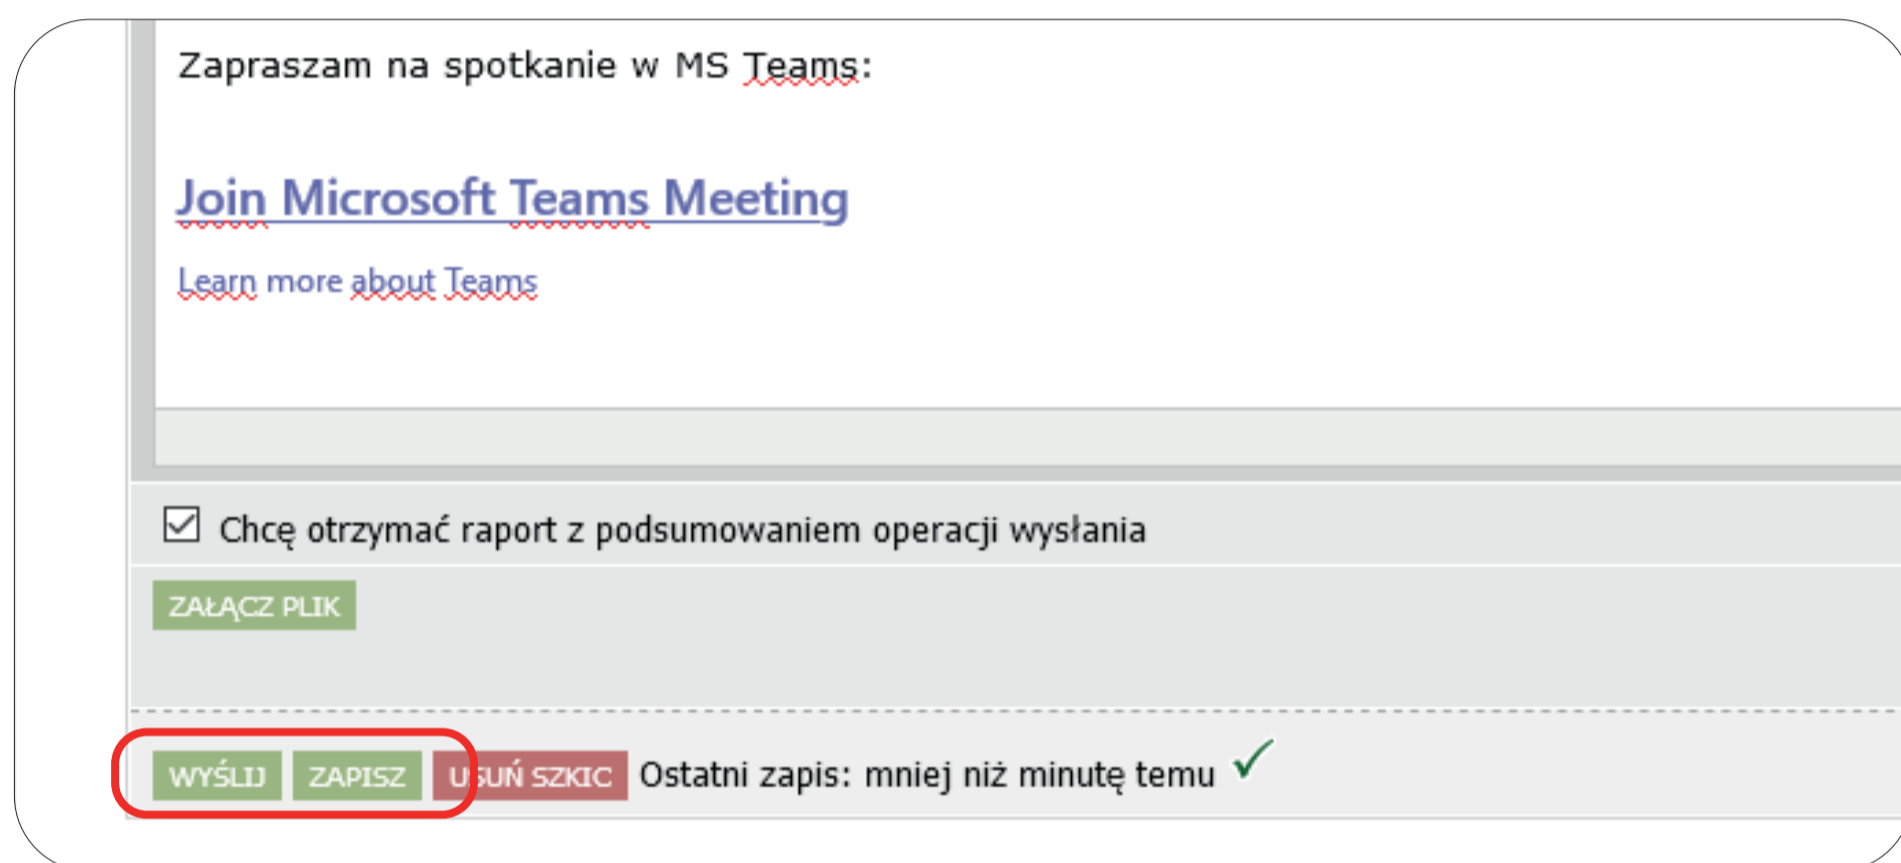 Zapraszam na spotkanie w MS Teams:
Join Microsoft Teams Meeting
Learn more about Teams
Chcę otrzymać raport z podsumowaniem operacji wysłania
ZAŁĄCZ PLIK
WYŚLIJ ZAPISZ USUŃ SZKIC Ostatni zapis: mniej niż minutę temu